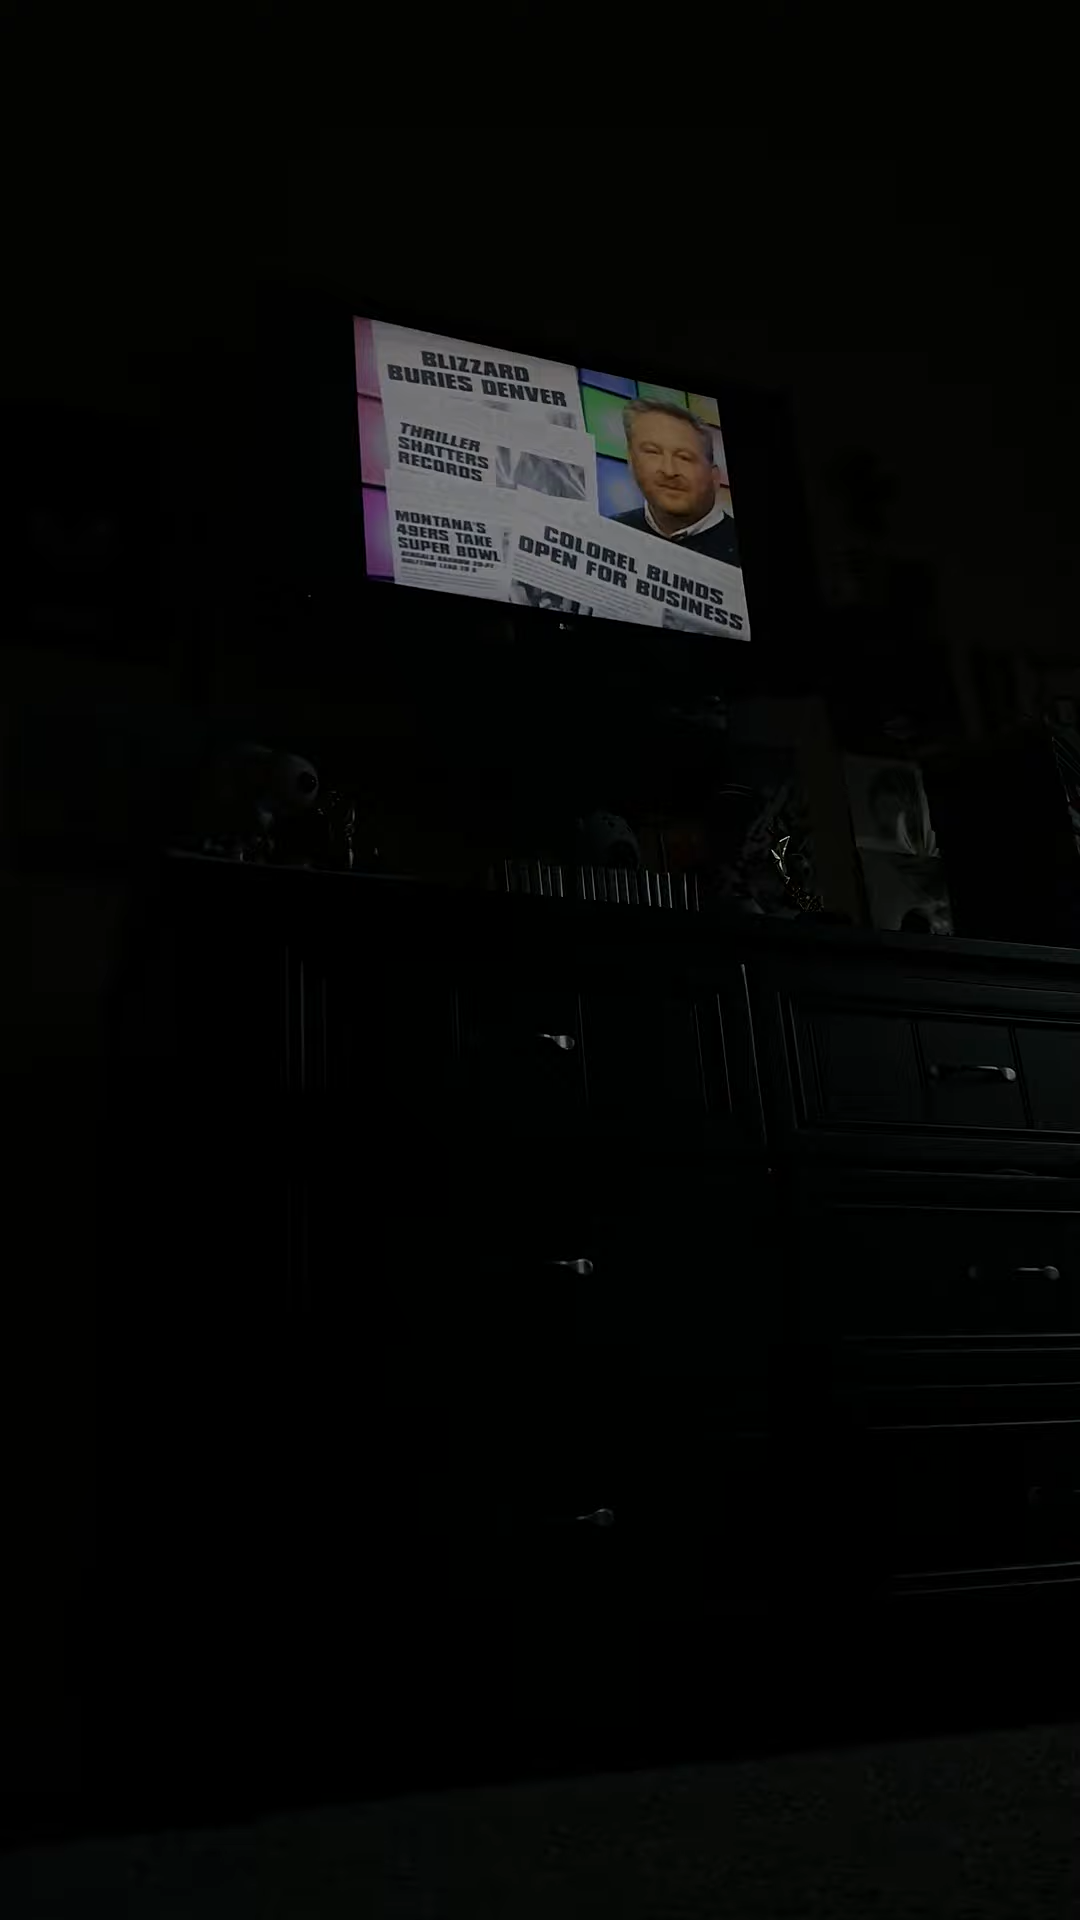 BLIZZARD
BURIES DENVER
THRILLER
SHATTERS
RECORDS
MONTANA'S
49ERS TAKE
SUPER BOWL
COLOREL BLINDS
OPEN FOR BUSINESS